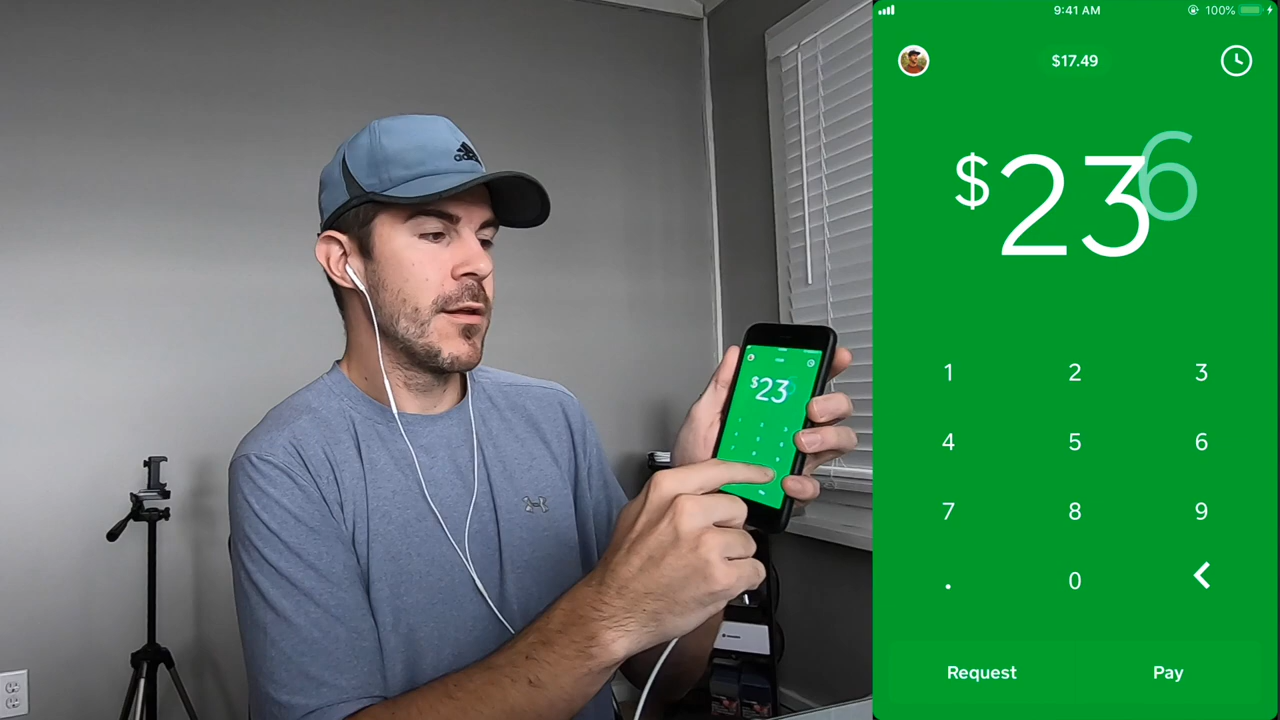 9:41 AM 100%
$17.49
$236
1 2 3
4 5 6
7 8 9
. 0
Request Pay
adidas
$23